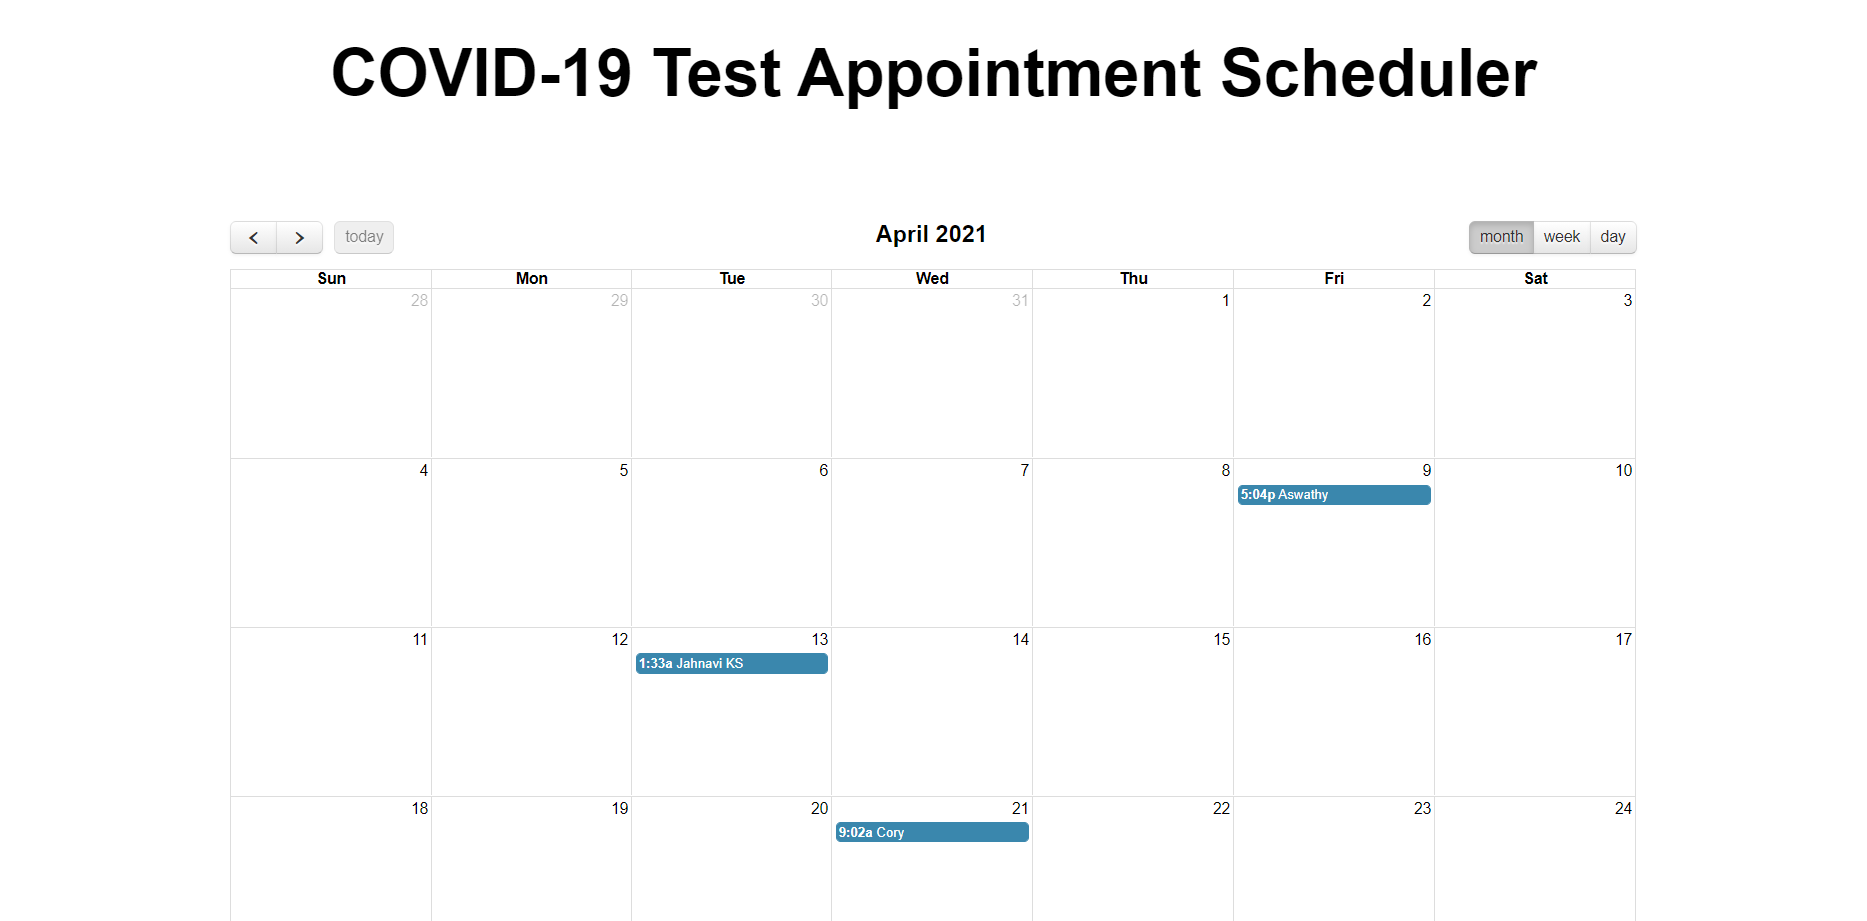 COVID-19 Test Appointment Scheduler
today
April 2021
month week day
Sun Mon Tue Wed Thu Fri Sat
28 29 30 31 1 2 3
4 5 6 7 8 9 10
5:04p Aswathy
11 12 13 14 15 16 17
1:33a Jahnavi KS
18 19 20 21 22 23 24
9:02a Cory